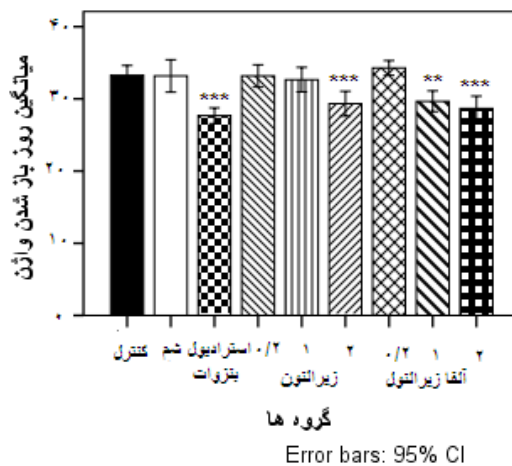 میانگین روز باز شدن واژن
۴۰
۳۰
۲۰
۱۰
۰
*** *** ** ***
کنترل شم استرادیول ۰/۲ ۱ ۲ ۰/۲ ۱ ۲
بنزوات زیرالنون آلفا زیرالنول
گروه ها
Error bars: 95% CI